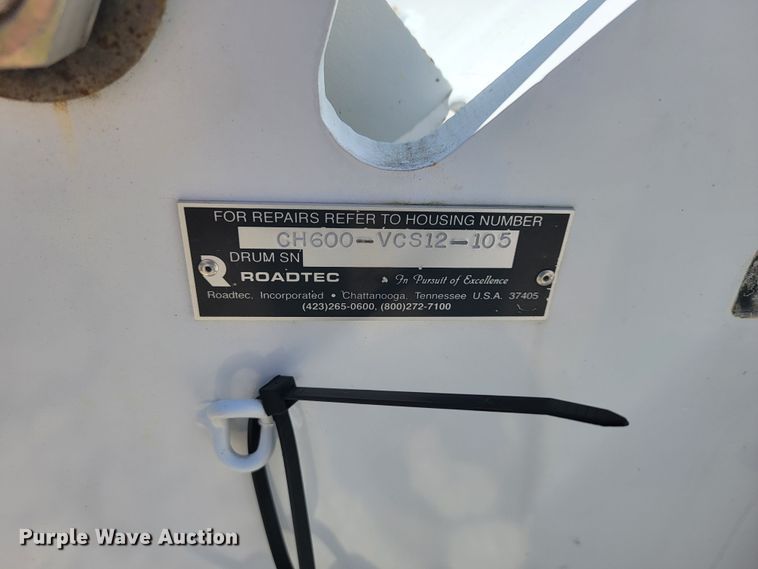 FOR REPAIRS REFER TO HOUSING NUMBER
CH600-VCS12-105
DRUM SN
R ROADTEC In Pursuit of Excellence
Roadtec, Incorporated • Chattanooga, Tennessee U.S.A. 37405
(423)265-0600, (800)272-7100
Purple Wave Auction